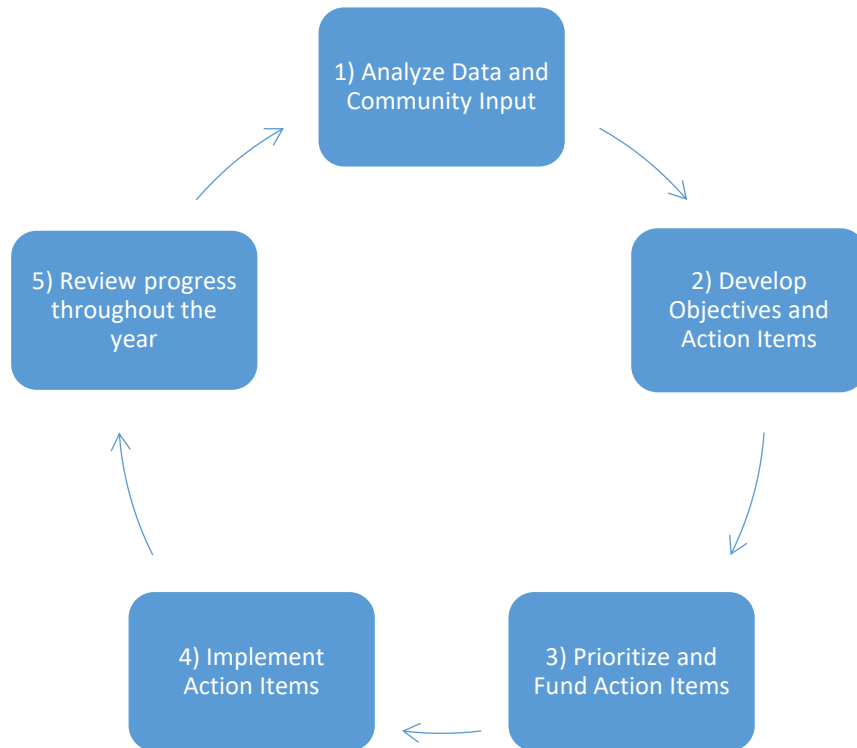 1) Analyze Data and
Community Input
2) Develop
Objectives and
Action Items
3) Prioritize and
Fund Action Items
4) Implement
Action Items
5) Review progress
throughout the
year